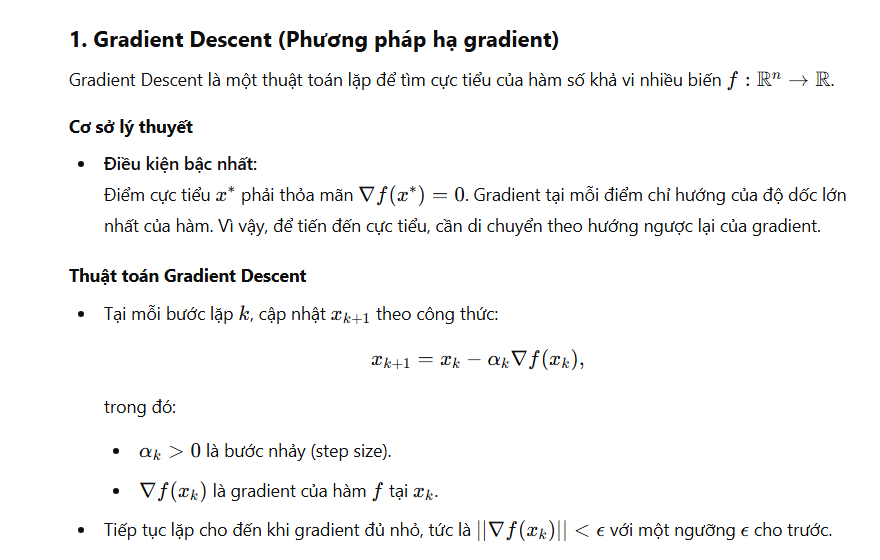 1. Gradient Descent (Phương pháp hạ gradient)
Gradient Descent là một thuật toán lặp để tìm cực tiểu của hàm số khả vi nhiều biến f : ℝⁿ → ℝ.
Cơ sở lý thuyết
• Điều kiện bậc nhất:
Điểm cực tiểu x* phải thỏa mãn ∇f(x*) = 0. Gradient tại mỗi điểm chỉ hướng của độ dốc lớn
nhất của hàm. Vì vậy, để tiến đến cực tiểu, cần di chuyển theo hướng ngược lại của gradient.
Thuật toán Gradient Descent
• Tại mỗi bước lặp k, cập nhật xₖ₊₁ theo công thức:
xₖ₊₁ = xₖ − αₖ∇f(xₖ),
trong đó:
• αₖ > 0 là bước nhảy (step size).
• ∇f(xₖ) là gradient của hàm f tại xₖ.
• Tiếp tục lặp cho đến khi gradient đủ nhỏ, tức là ||∇f(xₖ)|| < ϵ với một ngưỡng ϵ cho trước.